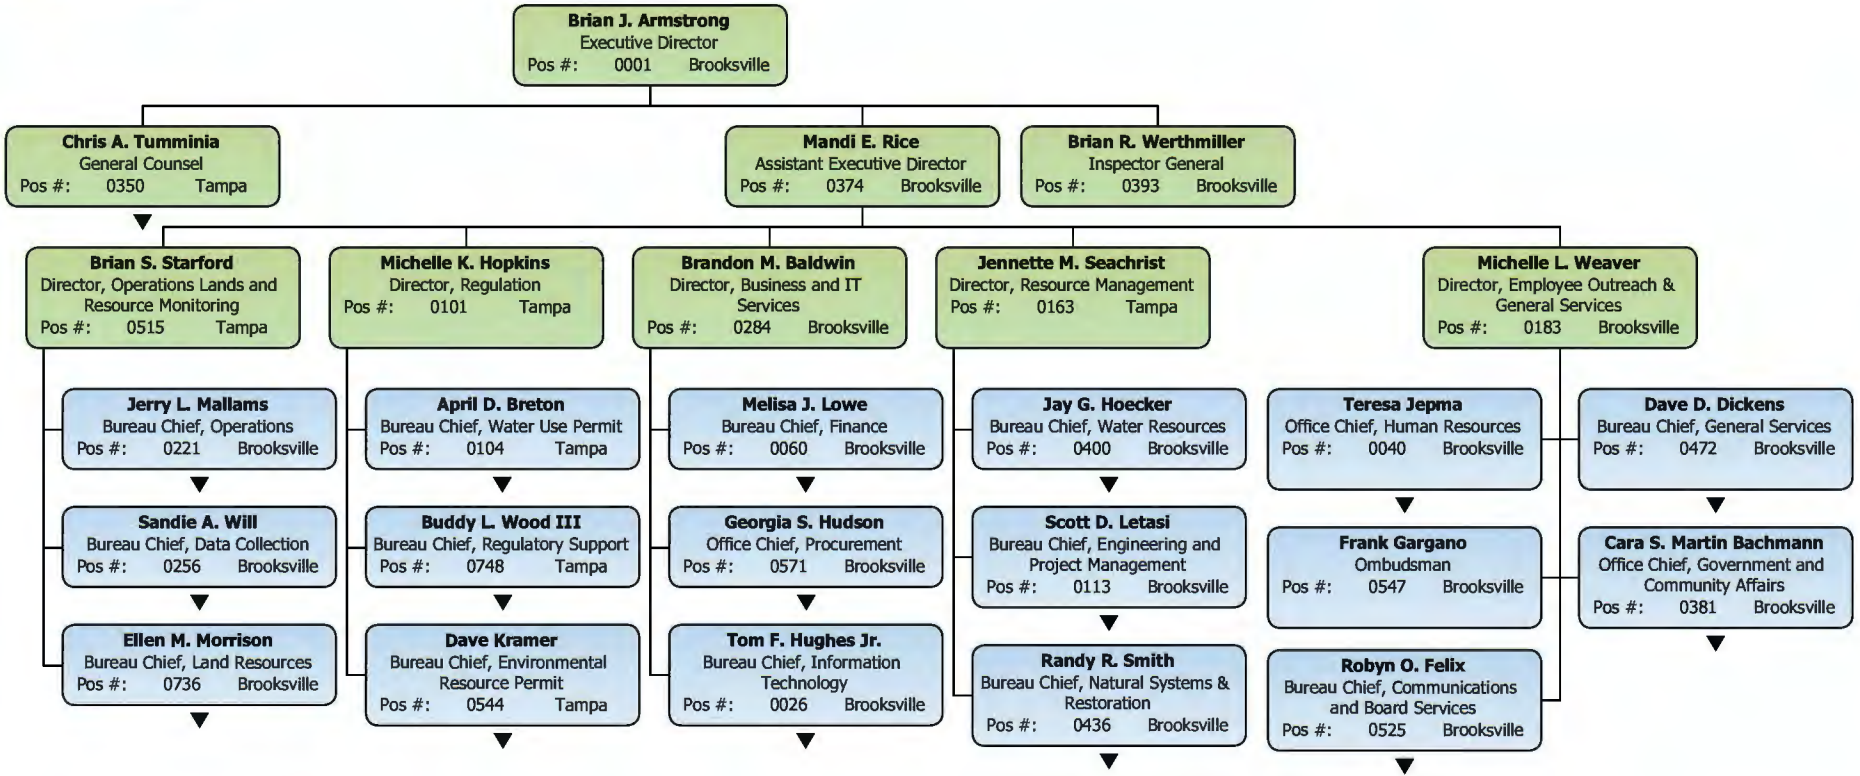 Brian J. Armstrong
Executive Director
Pos #: 0001 Brooksville
Chris A. Tumminia
General Counsel
Pos #: 0350 Tampa
Mandi E. Rice
Assistant Executive Director
Pos #: 0374 Brooksville
Brian R. Werthmiller
Inspector General
Pos #: 0393 Brooksville
Brian S. Starford
Director, Operations Lands and
Resource Monitoring
Pos #: 0515 Tampa
Michelle K. Hopkins
Director, Regulation
Pos #: 0101 Tampa
Brandon M. Baldwin
Director, Business and IT
Services
Pos #: 0284 Brooksville
Jennette M. Seachrist
Director, Resource Management
Pos #: 0163 Tampa
Michelle L. Weaver
Director, Employee Outreach &
General Services
Pos #: 0183 Brooksville
Jerry L. Mallams
Bureau Chief, Operations
Pos #: 0221 Brooksville
Sandie A. Will
Bureau Chief, Data Collection
Pos #: 0256 Brooksville
Ellen M. Morrison
Bureau Chief, Land Resources
Pos #: 0736 Brooksville
April D. Breton
Bureau Chief, Water Use Permit
Pos #: 0104 Tampa
Buddy L. Wood III
Bureau Chief, Regulatory Support
Pos #: 0748 Tampa
Dave Kramer
Bureau Chief, Environmental
Resource Permit
Pos #: 0544 Tampa
Melisa J. Lowe
Bureau Chief, Finance
Pos #: 0060 Brooksville
Georgia S. Hudson
Office Chief, Procurement
Pos #: 0571 Brooksville
Tom F. Hughes Jr.
Bureau Chief, Information
Technology
Pos #: 0026 Brooksville
Jay G. Hoecker
Bureau Chief, Water Resources
Pos #: 0400 Brooksville
Scott D. Letasi
Bureau Chief, Engineering and
Project Management
Pos #: 0113 Brooksville
Randy R. Smith
Bureau Chief, Natural Systems &
Restoration
Pos #: 0436 Brooksville
Teresa Jepma
Office Chief, Human Resources
Pos #: 0040 Brooksville
Frank Gargano
Ombudsman
Pos #: 0547 Brooksville
Robyn O. Felix
Bureau Chief, Communications
and Board Services
Pos #: 0525 Brooksville
Dave D. Dickens
Bureau Chief, General Services
Pos #: 0472 Brooksville
Cara S. Martin Bachmann
Office Chief, Government and
Community Affairs
Pos #: 0381 Brooksville